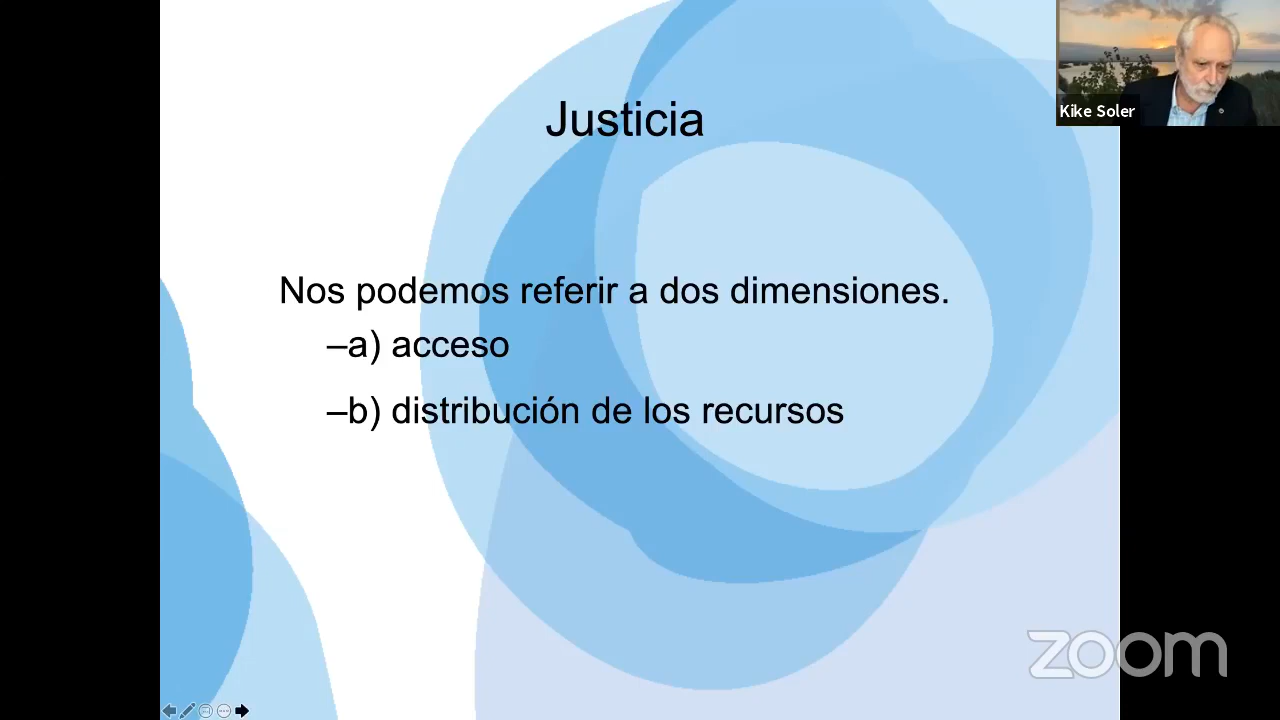 Justicia
Kike Soler
Nos podemos referir a dos dimensiones.
–a) acceso
–b) distribución de los recursos
zoom